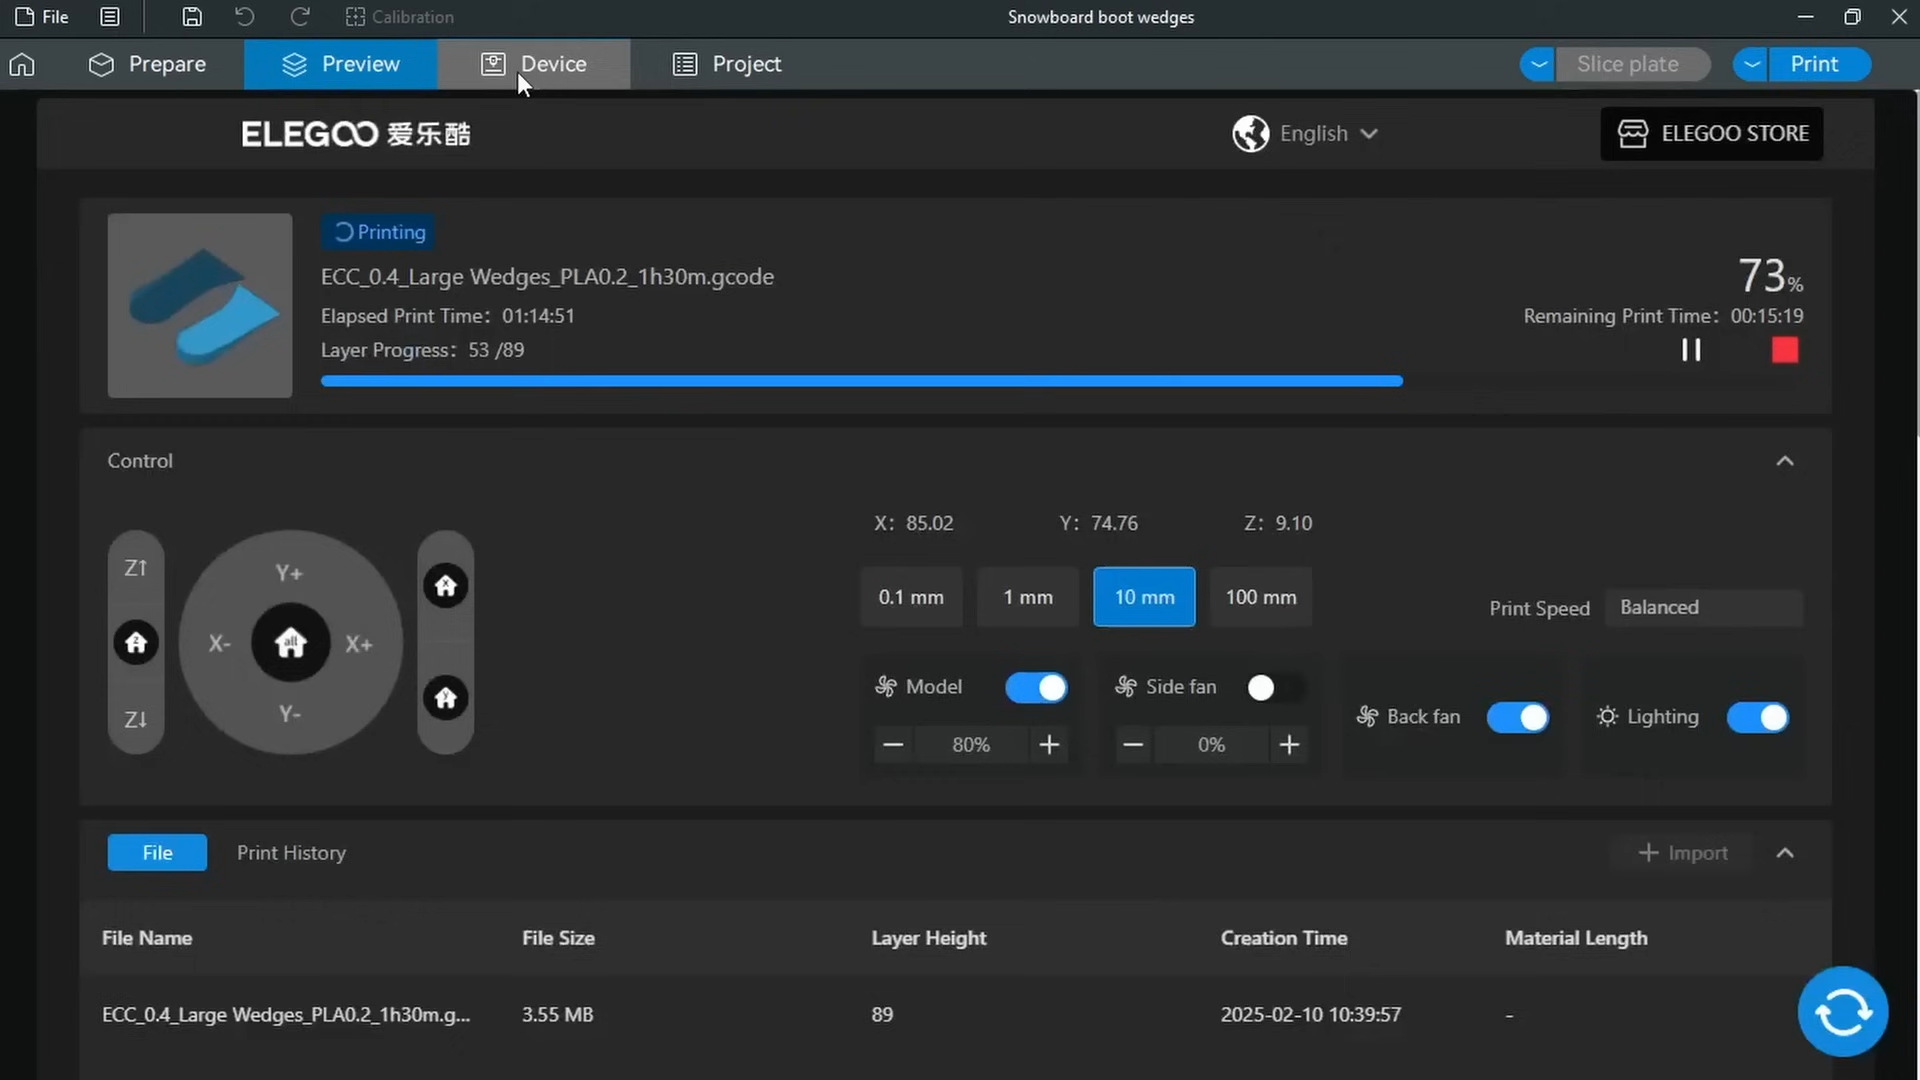 File
Calibration
Snowboard boot wedges
Prepare
Preview
Device
Project
Slice plate
Print
ELEGOO 爱乐酷
English
ELEGOO STORE
Printing
ECC_0.4_Large Wedges_PLA0.2_1h30m.gcode
73%
Elapsed Print Time: 01:14:51
Remaining Print Time: 00:15:19
Layer Progress: 53 /89
Control
X: 85.02
Y: 74.76
Z: 9.10
Z↑
Y+
X-
all
X+
Y-
Z↓
Z
X
Y
0.1 mm
1 mm
10 mm
100 mm
Print Speed
Balanced
Model
Side fan
Back fan
Lighting
80%
0%
File
Print History
+ Import
File Name
File Size
Layer Height
Creation Time
Material Length
ECC_0.4_Large Wedges_PLA0.2_1h30m.g...
3.55 MB
89
2025-02-10 10:39:57
-